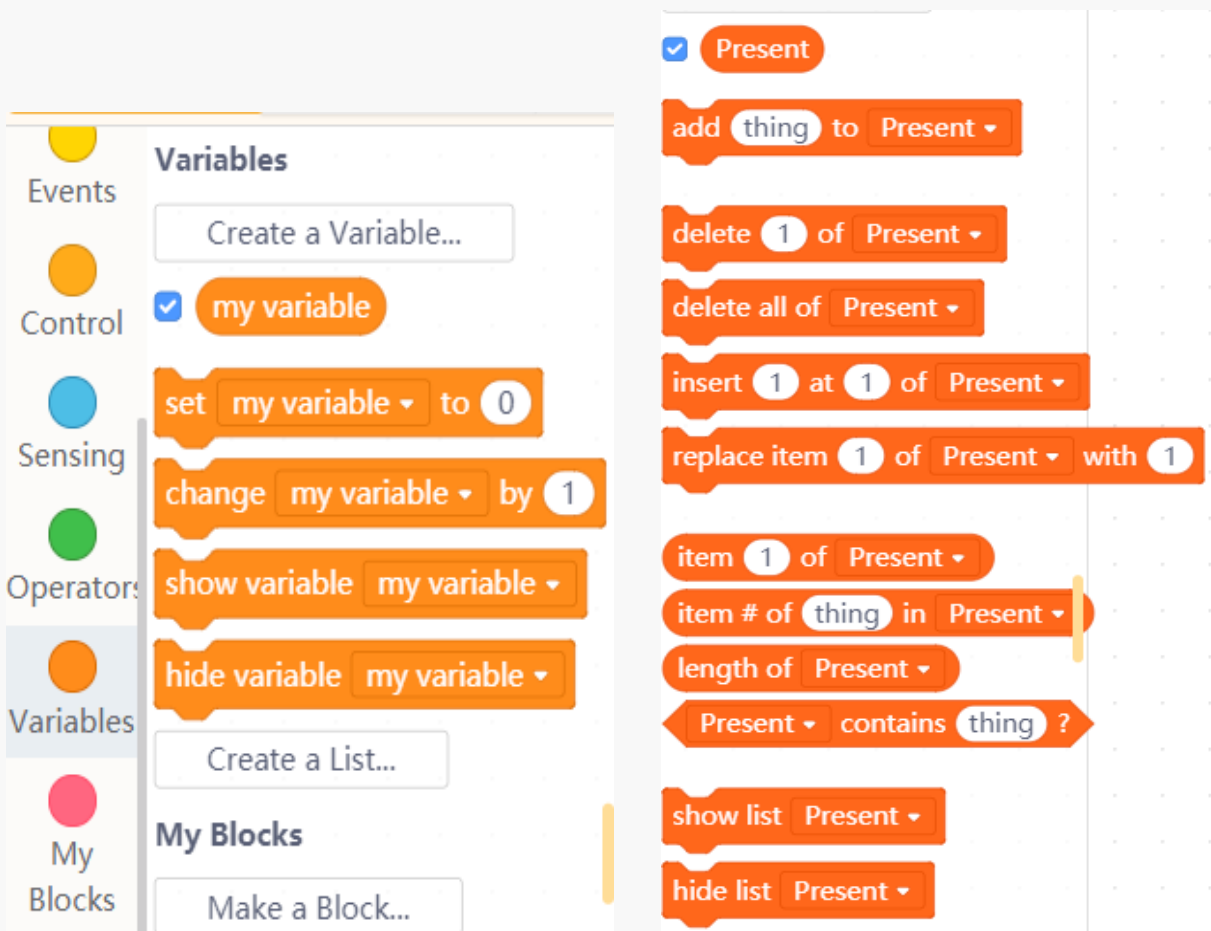 Events
Control
Sensing
Operators
Variables
My
Blocks
Variables
Create a Variable...
my variable
set my variable to 0
change my variable by 1
show variable my variable
hide variable my variable
Create a List...
My Blocks
Make a Block...
Present
add thing to Present
delete 1 of Present
delete all of Present
insert 1 at 1 of Present
replace item 1 of Present with 1
item 1 of Present
item # of thing in Present
length of Present
Present contains thing ?
show list Present
hide list Present